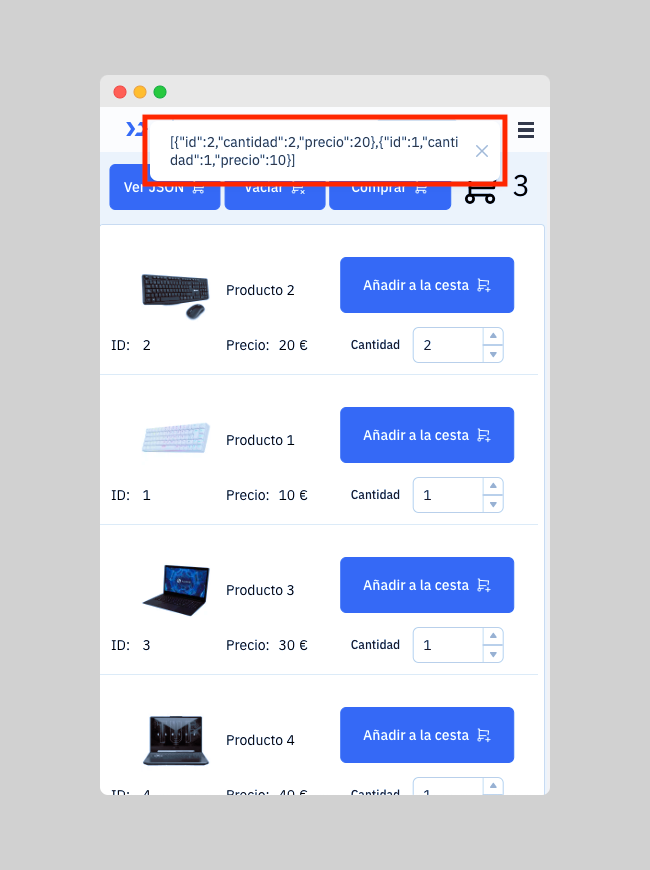 [{"id":2,"cantidad":2,"precio":20},{"id":1,"canti
dad":1,"precio":10}]
Ver JSON Vaciar Comprar 3
Producto 2 Añadir a la cesta
ID: 2 Precio: 20 € Cantidad 2
Producto 1 Añadir a la cesta
ID: 1 Precio: 10 € Cantidad 1
Producto 3 Añadir a la cesta
ID: 3 Precio: 30 € Cantidad 1
Producto 4 Añadir a la cesta
ID: 4 Precio: 40 € Cantidad 1